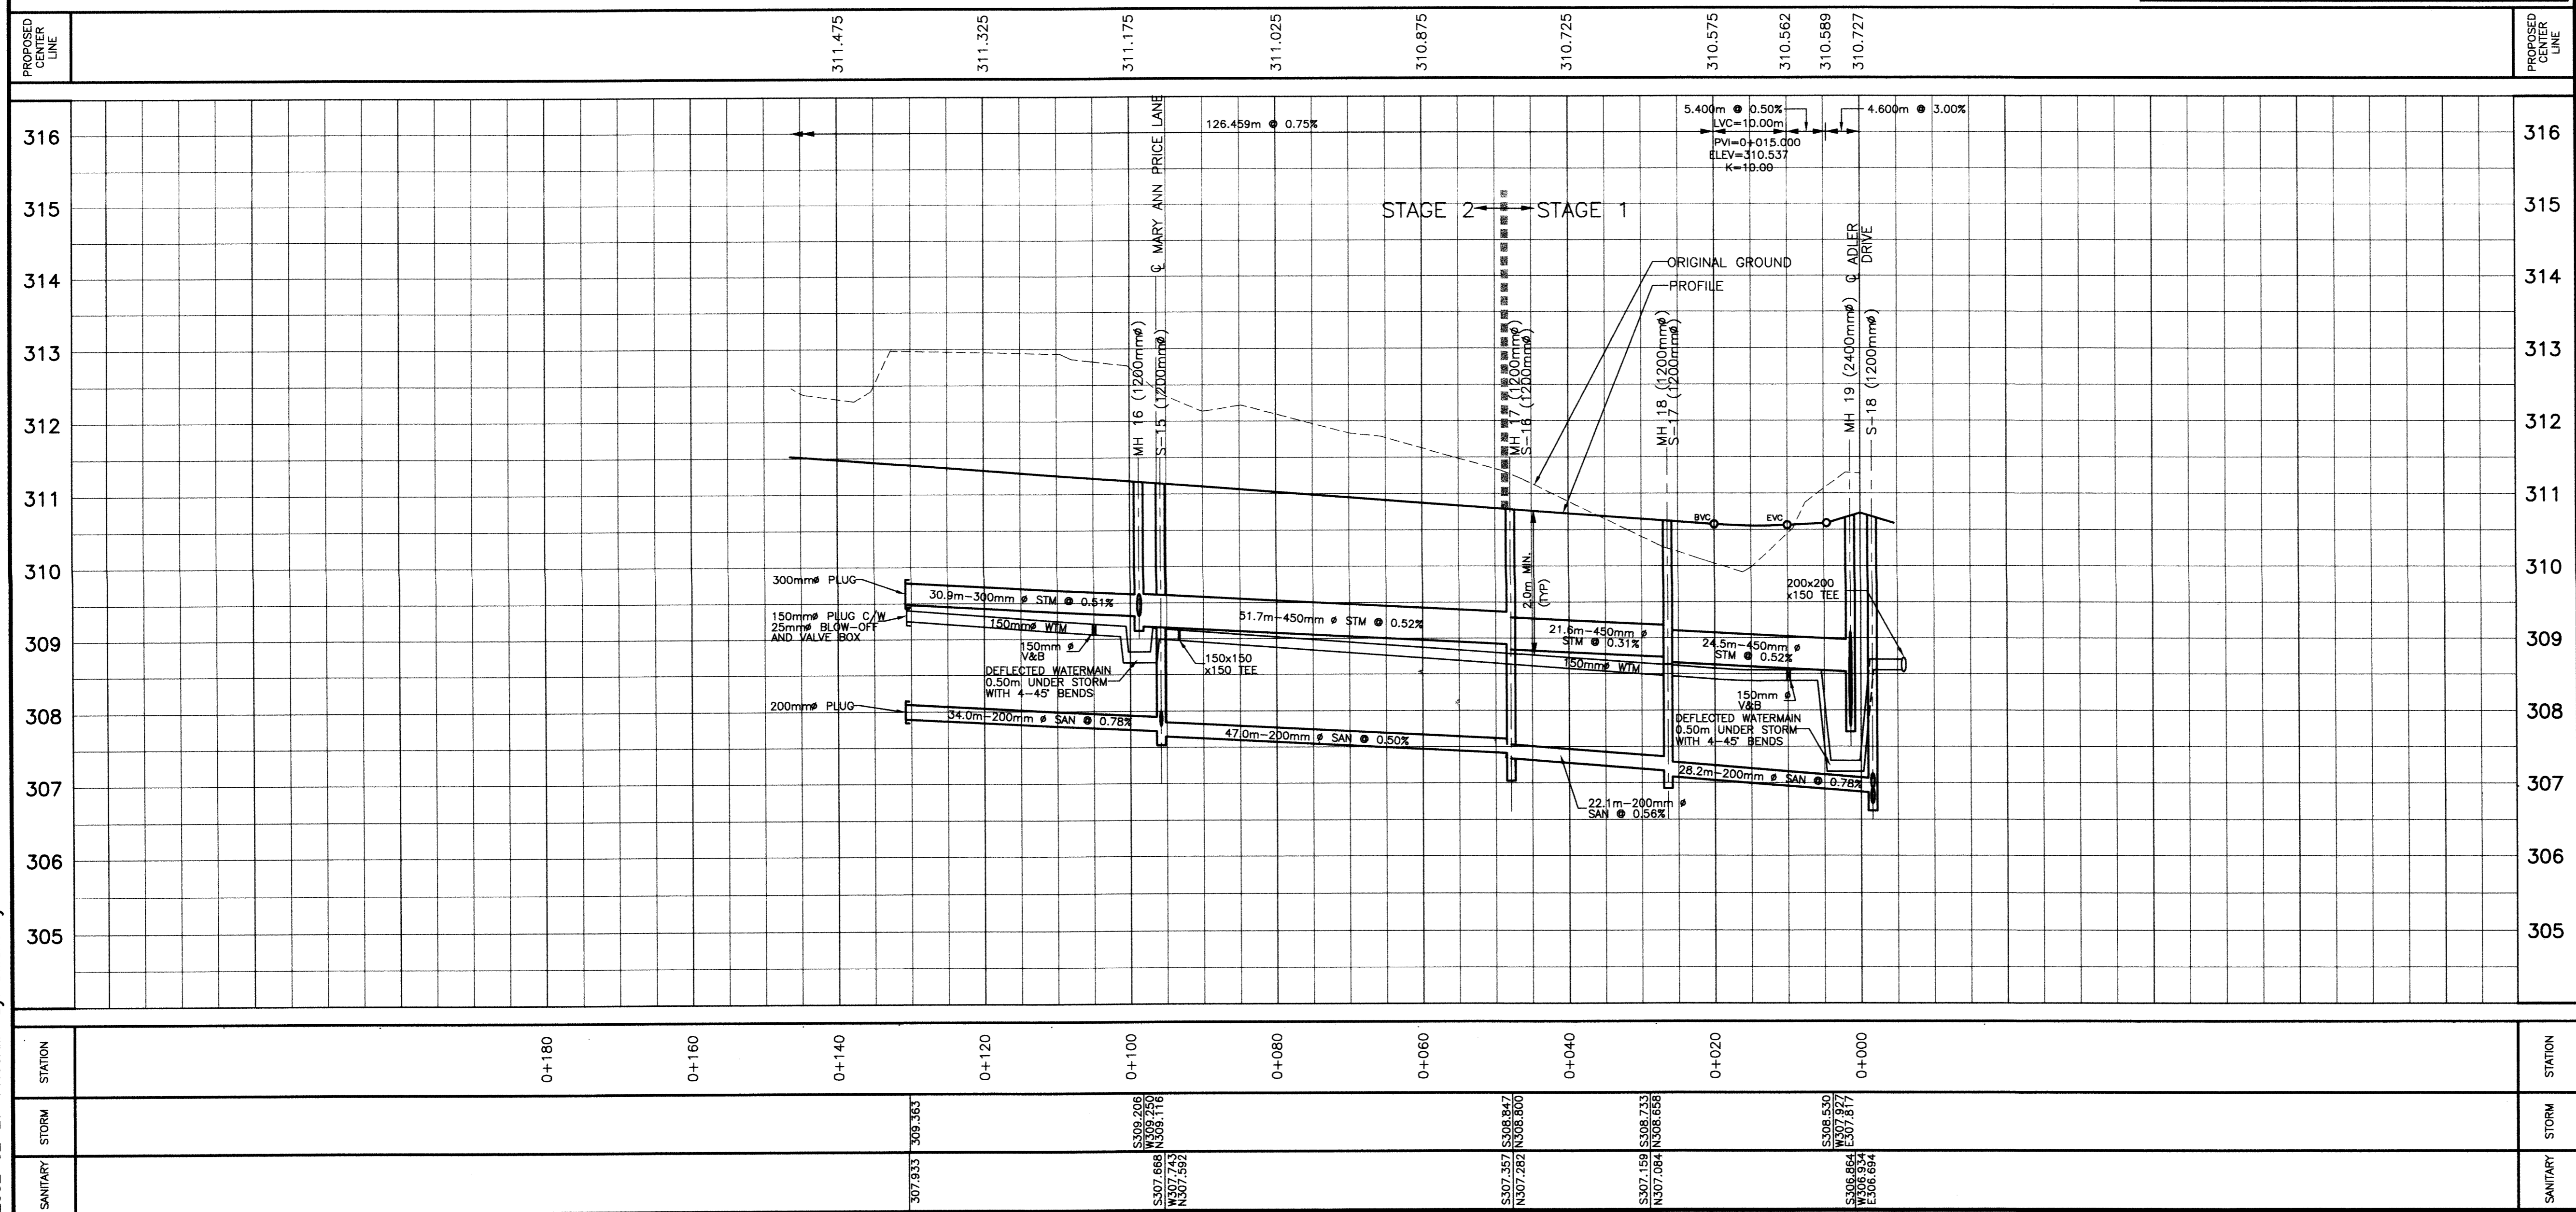 PROPOSED
CENTER
LINE
311.475
311.325
311.175
311.025
310.875
310.725
310.575
310.562
310.589
310.727
PROPOSED
CENTER
LINE
316
315
314
313
312
311
310
309
308
307
306
305
126.459m @ 0.75%
5.400m @ 0.50%
LVC=10.00m
PVI=0+015.000
ELEV=310.537
K=10.00
4.600m @ 3.00%
℄ MARY ANN PRICE LANE
STAGE 2
STAGE 1
ORIGINAL GROUND
PROFILE
℄ ADLER
DRIVE
MH 16 (1200mmø)
S-15 (1200mmø)
MH 17 (1200mmø)
S-16 (1200mmø)
MH 18 (1200mmø)
S-17 (1200mmø)
MH 19 (2400mmø)
S-18 (1200mmø)
BVC
EVC
2.0m MIN.
(TYP)
300mmø PLUG
30.9m-300mm ø STM @ 0.51%
150mmø PLUG C/W
25mmø BLOW-OFF
AND VALVE BOX
150mmø WTM
150mm ø
V&B
DEFLECTED WATERMAIN
0.50m UNDER STORM
WITH 4-45° BENDS
150x150
x150 TEE
51.7m-450mm ø STM @ 0.52%
21.6m-450mm ø
STM @ 0.31%
24.5m-450mm ø
STM @ 0.52%
150mmø WTM
200x200
x150 TEE
150mm ø
V&B
DEFLECTED WATERMAIN
0.50m UNDER STORM
WITH 4-45° BENDS
200mmø PLUG
34.0m-200mm ø SAN @ 0.78%
47.0m-200mm ø SAN @ 0.50%
22.1m-200mm ø
SAN @ 0.56%
28.2m-200mm ø SAN @ 0.78%
316
315
314
313
312
311
310
309
308
307
306
305
STATION
0+180
0+160
0+140
0+120
0+100
0+080
0+060
0+040
0+020
0+000
STATION
STORM
309.363
S309.206
W309.250
N309.116
S308.847
N308.800
S308.733
N308.658
S308.530
W307.927
E307.817
STORM
SANITARY
307.933
S307.668
W307.743
N307.592
S307.357
N307.282
S307.159
N307.084
S306.864
W306.934
E306.694
SANITARY